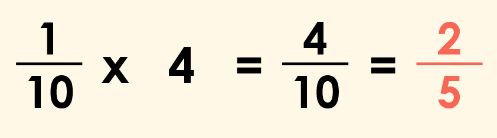 1/10 x 4 = 4/10 = 2/5